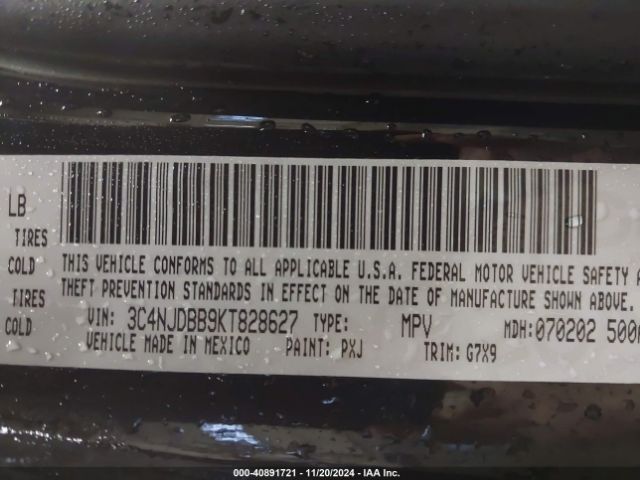 LB
TIRES
COLD
TIRES
COLD
THIS VEHICLE CONFORMS TO ALL APPLICABLE U.S.A. FEDERAL MOTOR VEHICLE SAFETY
THEFT PREVENTION STANDARDS IN EFFECT ON THE DATE OF MANUFACTURE SHOWN ABOVE.
VIN: 3C4NJDBB9KT828627 TYPE: MPV MDH:070202 500
VEHICLE MADE IN MEXICO PAINT: PXJ TRIM: G7X9
000-40891721 - 11/20/2024 - IAA Inc.